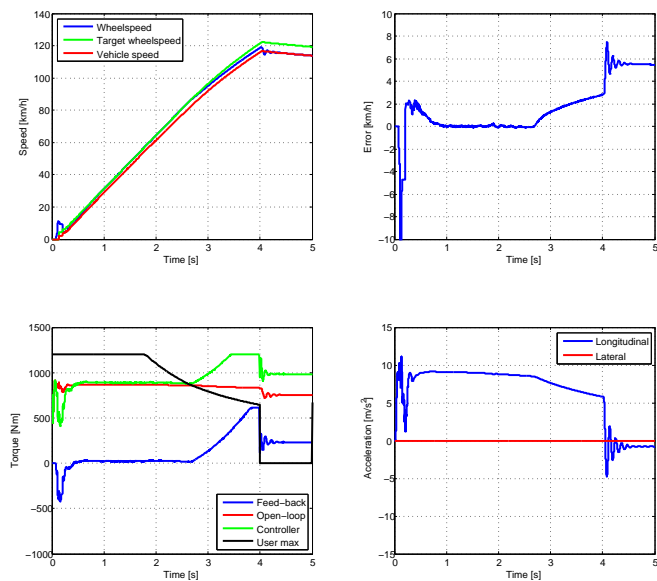 140
120
100
80
60
40
20
0
0 1 2 3 4 5
Time [s]
Speed [km/h]
Wheelspeed
Target wheelspeed
Vehicle speed
10
8
6
4
2
0
−2
−4
−6
−8
−10
0 1 2 3 4 5
Time [s]
Error [km/h]
1500
1000
500
0
−500
−1000
0 1 2 3 4 5
Time [s]
Torque [Nm]
Feed−back
Open−loop
Controller
User max
15
10
5
0
−5
−10
−15
0 1 2 3 4 5
Time [s]
Acceleration [m/s²]
Longitudinal
Lateral